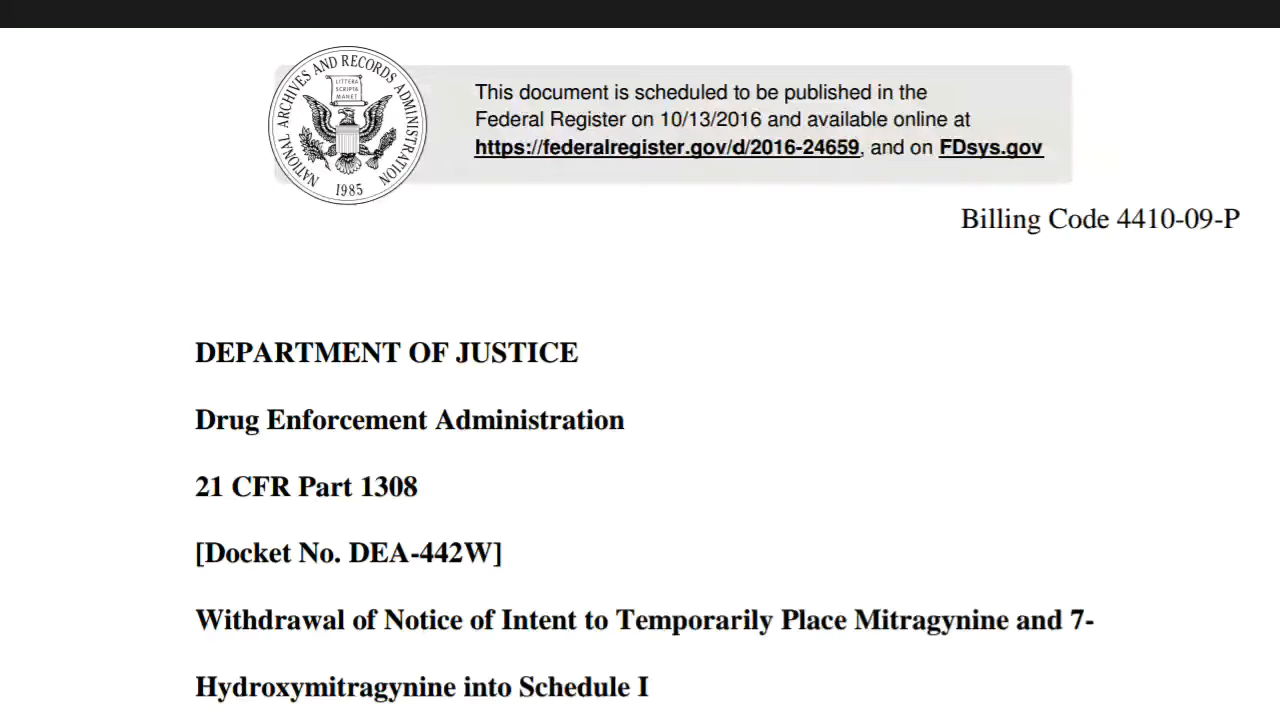 NATIONAL ARCHIVES AND RECORDS ADMINISTRATION
LITTERA
SCRIPTA
MANET
1985
This document is scheduled to be published in the
Federal Register on 10/13/2016 and available online at
https://federalregister.gov/d/2016-24659, and on FDsys.gov
Billing Code 4410-09-P
DEPARTMENT OF JUSTICE
Drug Enforcement Administration
21 CFR Part 1308
[Docket No. DEA-442W]
Withdrawal of Notice of Intent to Temporarily Place Mitragynine and 7-
Hydroxymitragynine into Schedule I